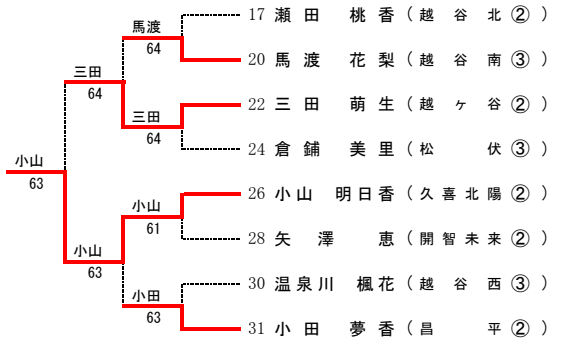 17 瀬田 桃香 ( 越谷北 ② )
馬渡
64
20 馬渡 花梨 ( 越谷南 ③ )
三田
64
22 三田 萌生 ( 越ヶ谷 ② )
三田
64
24 倉鋪 美里 ( 松伏 ③ )
小山
63
26 小山 明日香 ( 久喜北陽 ② )
小山
61
28 矢澤 恵 ( 開智未来 ② )
小山
63
30 温泉川 楓花 ( 越谷西 ③ )
小田
63
31 小田 夢香 ( 昌平 ② )